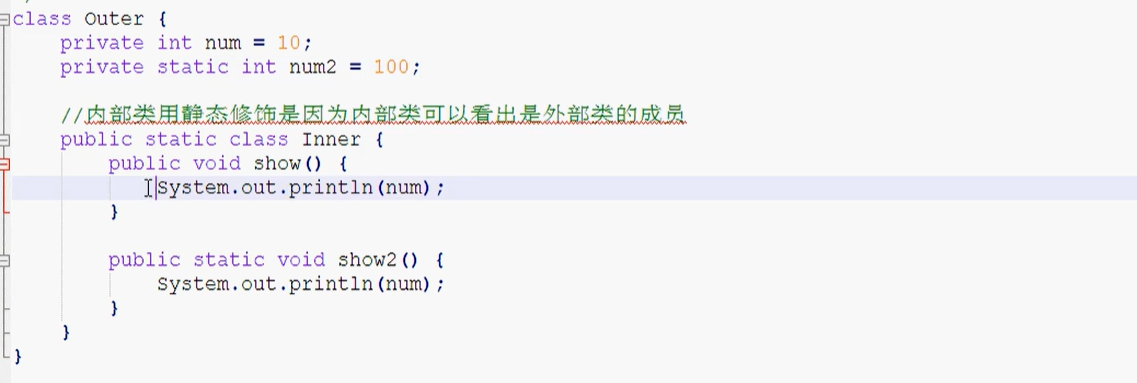 class Outer {
    private int num = 10;
    private static int num2 = 100;
    //内部类用静态修饰是因为内部类可以看出是外部类的成员
    public static class Inner {
        public void show() {
            System.out.println(num);
        }
        public static void show2() {
            System.out.println(num);
        }
    }
}